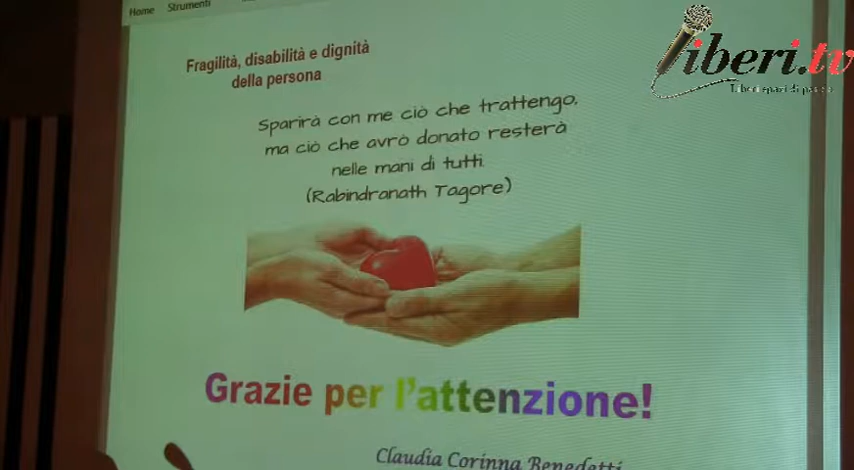 Home Strumenti
liberi.tv
Fragilità, disabilità e dignità
della persona
Sparirà con me ciò che trattengo,
ma ciò che avrò donato resterà
nelle mani di tutti.
(Rabindranath Tagore)
Grazie per l'attenzione!
Claudia Corinna Benedetti